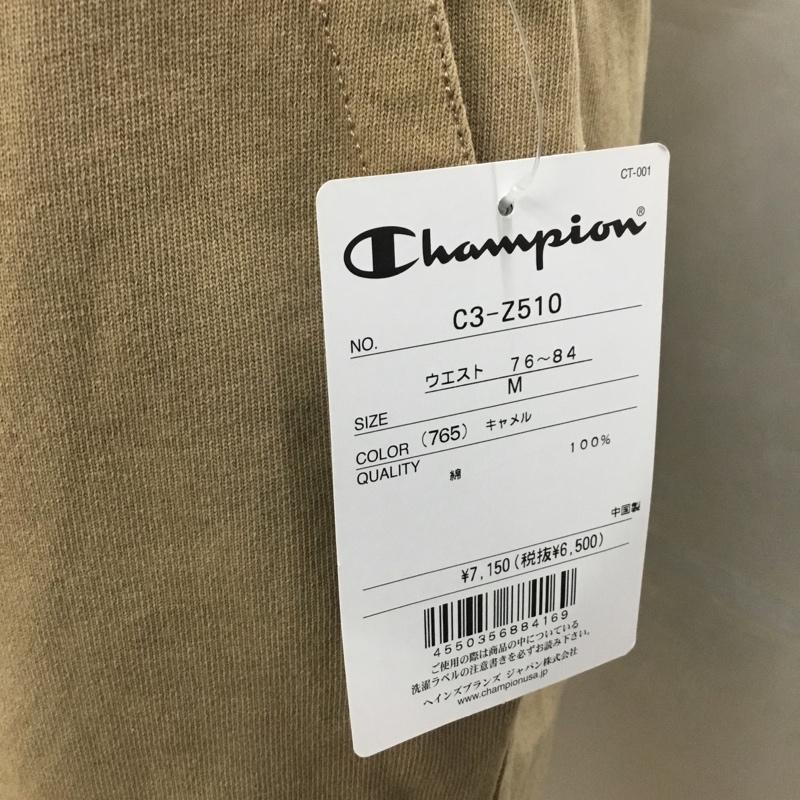 CT-001
Champion®
NO. C3-Z510
ウエスト 76~84
SIZE M
COLOR (765) キャメル
QUALITY 綿 100%
中国製
¥7,150(税抜¥6,500)
4550356884169
ご使用の際は商品の中についている
洗濯ラベルの注意書きを必ずお読み下さい。
ヘインズブランズ ジャパン株式会社
www.championusa.jp